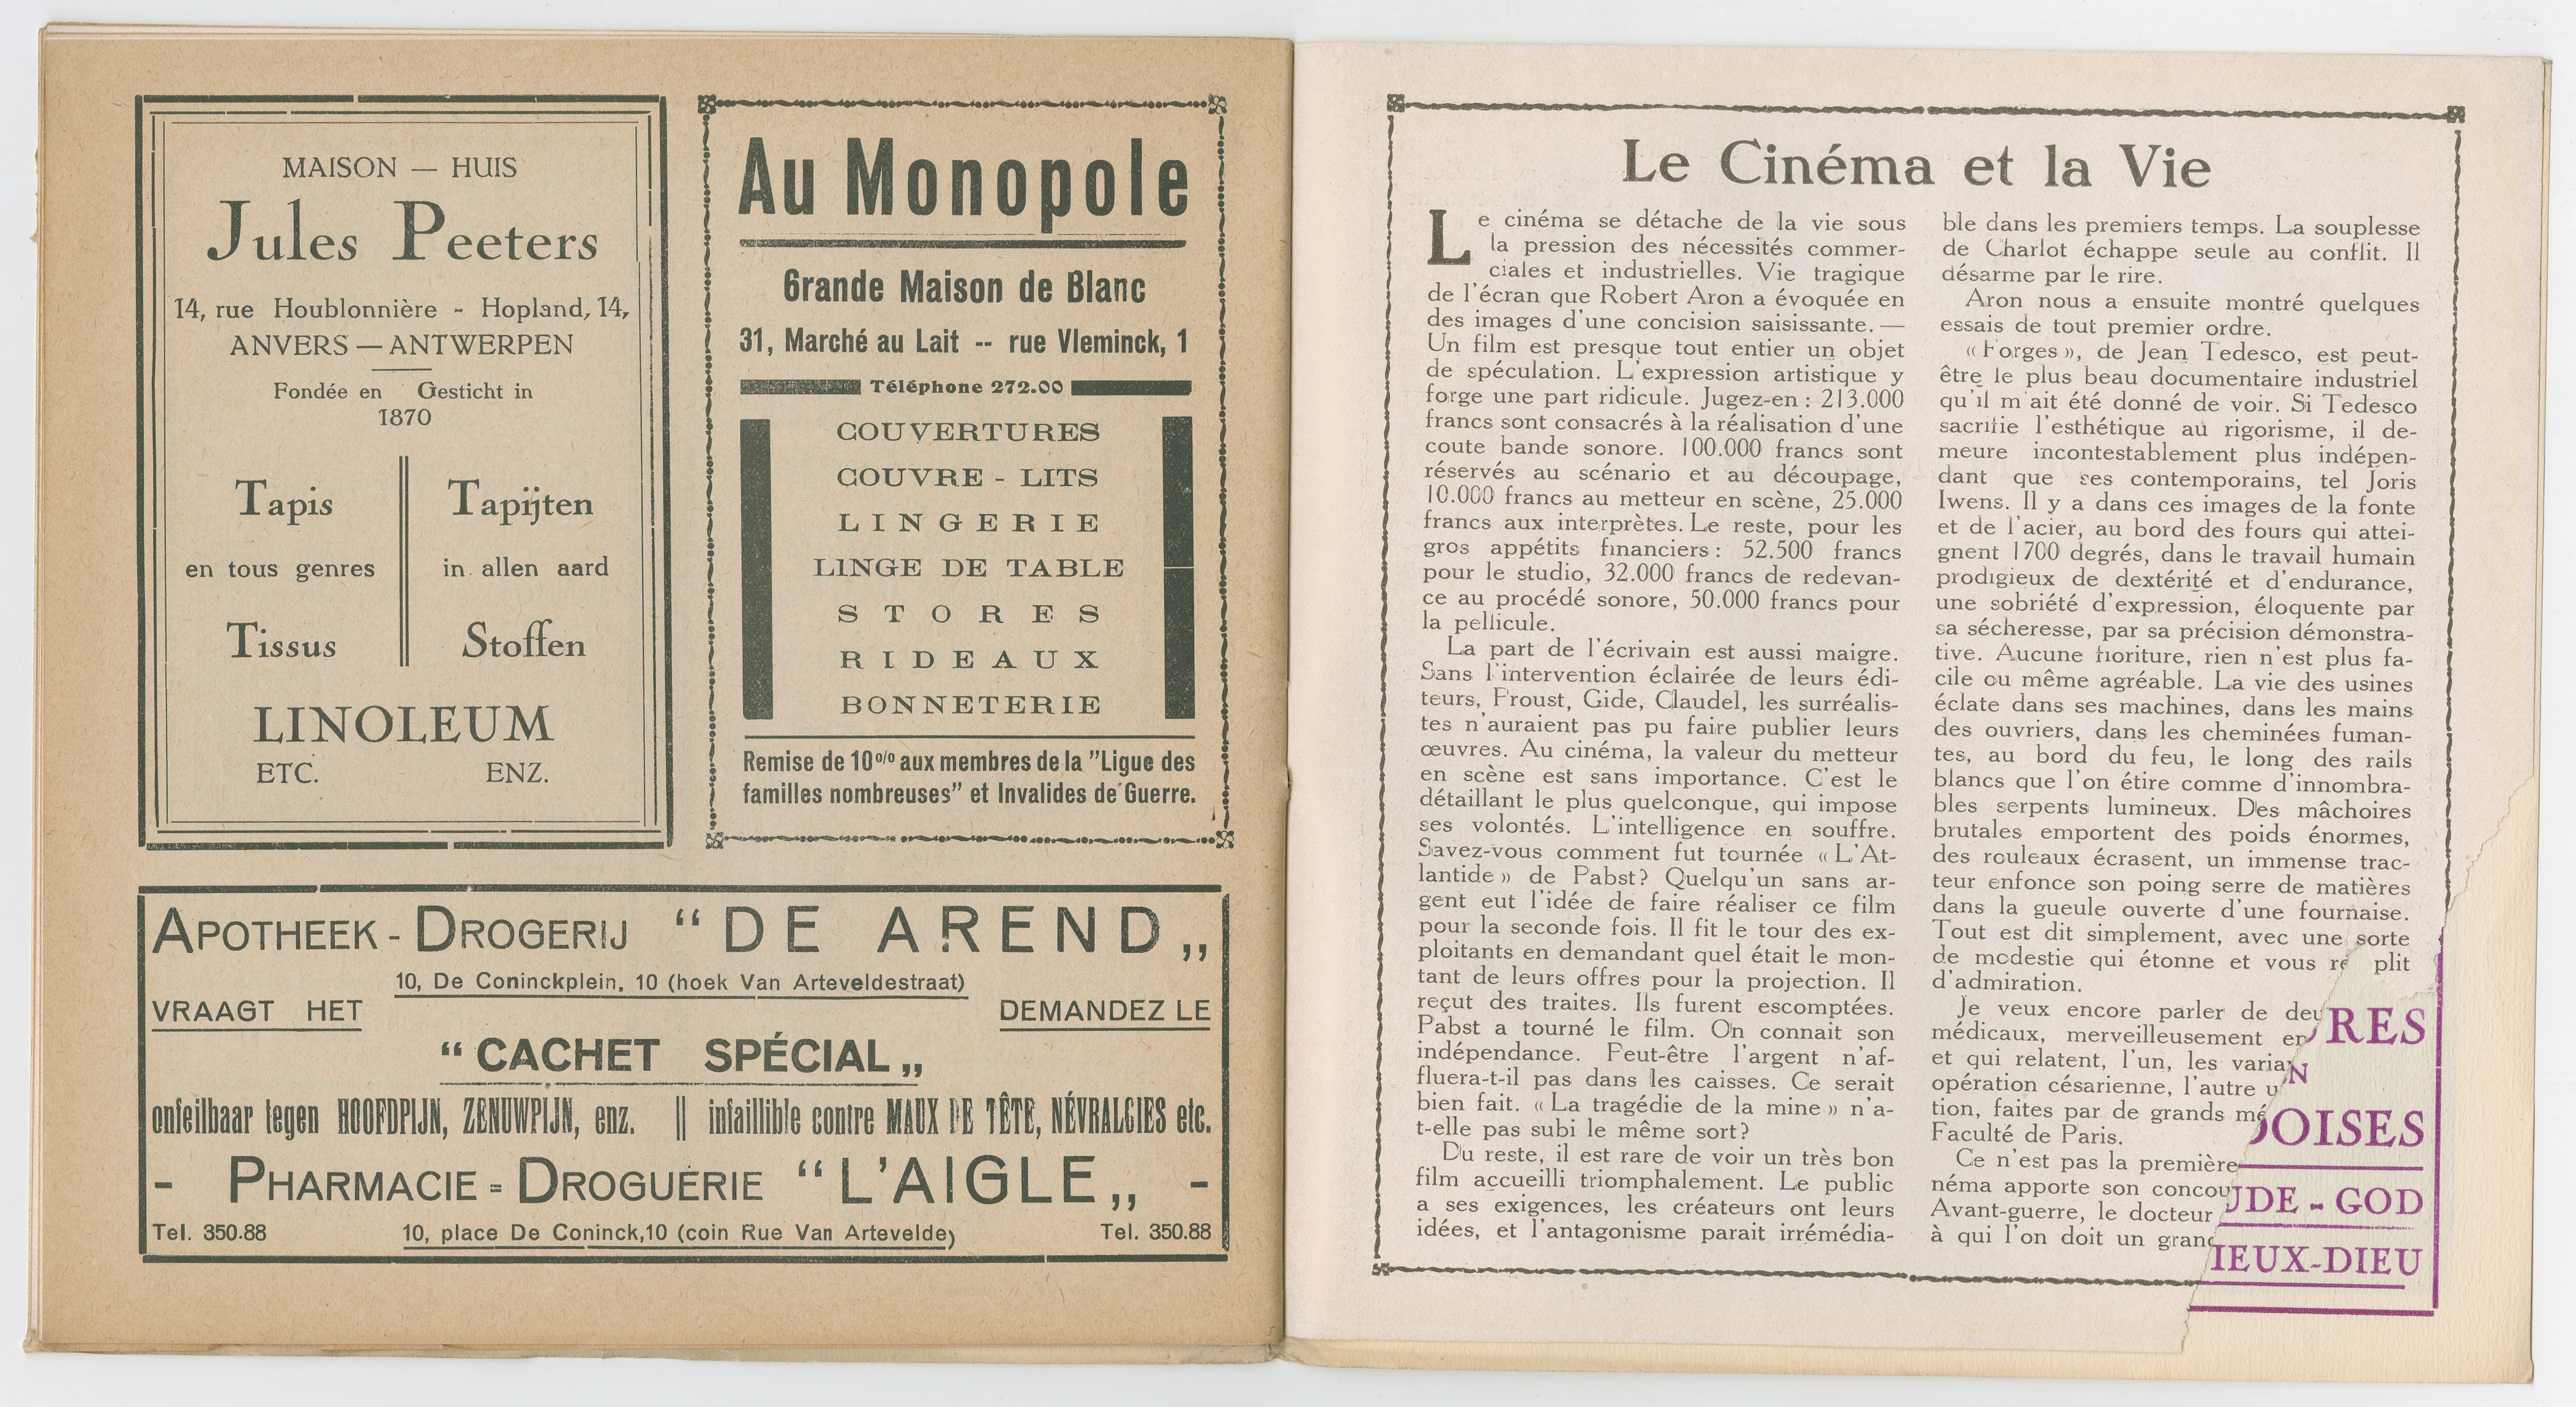 MAISON — HUIS
Jules Peeters
14, rue Houblonnière - Hopland, 14,
ANVERS — ANTWERPEN
Fondée en Gesticht in
1870
Tapis
en tous genres
Tissus
Tapijten
in allen aard
Stoffen
LINOLEUM
ETC. ENZ.
Au Monopole
Grande Maison de Blanc
31, Marché au Lait -- rue Vleminck, 1
Téléphone 272.00
COUVERTURES
COUVRE - LITS
LINGERIE
LINGE DE TABLE
STORES
RIDEAUX
BONNETERIE
Remise de 10% aux membres de la "Ligue des
familles nombreuses" et Invalides de Guerre.
APOTHEEK - DROGERIJ “DE AREND„
10, De Coninckplein, 10 (hoek Van Arteveldestraat)
VRAAGT HET DEMANDEZ LE
“CACHET SPÉCIAL„
onfeilbaar tegen HOOFDPIJN, ZENUWPIJN, enz. || infaillible contre MAUX DE TÊTE, NÉVRALGIES etc.
- PHARMACIE = DROGUERIE “L'AIGLE„ -
Tel. 350.88 10, place De Coninck,10 (coin Rue Van Artevelde) Tel. 350.88
Le Cinéma et la Vie
Le cinéma se détache de la vie sous
la pression des nécessités commer-
ciales et industrielles. Vie tragique
de l'écran que Robert Aron a évoquée en
des images d'une concision saisissante. —
Un film est presque tout entier un objet
de spéculation. L'expression artistique y
forge une part ridicule. Jugez-en : 213.000
francs sont consacrés à la réalisation d'une
coute bande sonore. 100.000 francs sont
réservés au scénario et au découpage,
10.000 francs au metteur en scène, 25.000
francs aux interprètes. Le reste, pour les
gros appétits financiers : 52.500 francs
pour le studio, 32.000 francs de redevan-
ce au procédé sonore, 50.000 francs pour
la pellicule.
La part de l'écrivain est aussi maigre.
Sans l'intervention éclairée de leurs édi-
teurs, Proust, Gide, Claudel, les surréalis-
tes n'auraient pas pu faire publier leurs
œuvres. Au cinéma, la valeur du metteur
en scène est sans importance. C'est le
détaillant le plus quelconque, qui impose
ses volontés. L'intelligence en souffre.
Savez-vous comment fut tournée « L'At-
lantide » de Pabst? Quelqu'un sans ar-
gent eut l'idée de faire réaliser ce film
pour la seconde fois. Il fit le tour des ex-
ploitants en demandant quel était le mon-
tant de leurs offres pour la projection. Il
reçut des traites. Ils furent escomptées.
Pabst a tourné le film. On connait son
indépendance. Peut-être l'argent n'af-
fluera-t-il pas dans les caisses. Ce serait
bien fait. « La tragédie de la mine » n'a-
t-elle pas subi le même sort?
Du reste, il est rare de voir un très bon
film accueilli triomphalement. Le public
a ses exigences, les créateurs ont leurs
idées, et l'antagonisme parait irrémédia-
ble dans les premiers temps. La souplesse
de Charlot échappe seule au conflit. Il
désarme par le rire.
Aron nous a ensuite montré quelques
essais de tout premier ordre.
« Forges », de Jean Tedesco, est peut-
être le plus beau documentaire industriel
qu'il m'ait été donné de voir. Si Tedesco
sacrifie l'esthétique au rigorisme, il de-
meure incontestablement plus indépen-
dant que ses contemporains, tel Joris
Iwens. Il y a dans ces images de la fonte
et de l'acier, au bord des fours qui attei-
gnent 1700 degrés, dans le travail humain
prodigieux de dextérité et d'endurance,
une sobriété d'expression, éloquente par
sa sécheresse, par sa précision démonstra-
tive. Aucune fioriture, rien n'est plus fa-
cile ou même agréable. La vie des usines
éclate dans ses machines, dans les mains
des ouvriers, dans les cheminées fuman-
tes, au bord du feu, le long des rails
blancs que l'on étire comme d'innombra-
bles serpents lumineux. Des mâchoires
brutales emportent des poids énormes,
des rouleaux écrasent, un immense trac-
teur enfonce son poing serre de matières
dans la gueule ouverte d'une fournaise.
Tout est dit simplement, avec une sorte
de modestie qui étonne et vous re plit
d'admiration.
Je veux encore parler de deu
médicaux, merveilleusement en
et qui relatent, l'un, les varia
opération césarienne, l'autre u
tion, faites par de grands mé
Faculté de Paris.
Ce n'est pas la première
néma apporte son concou
Avant-guerre, le docteur
à qui l'on doit un grand
RES
N
OISES
UDE - GOD
IEUX-DIEU